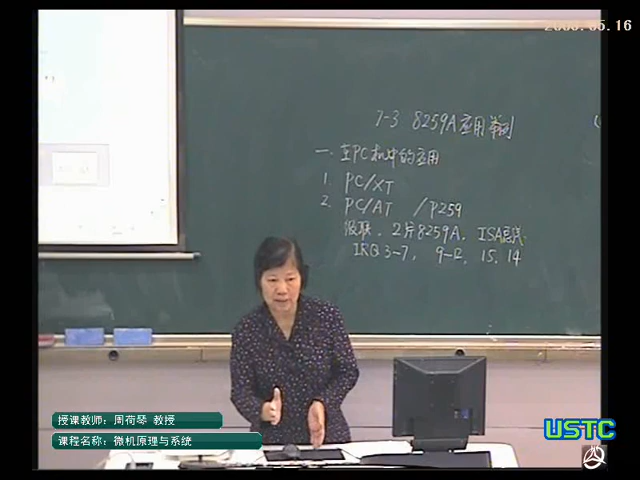 2006.05.16
7-3 8259A应用举例
一. 在PC机中的应用
1. PC/XT
2. PC/AT /P259
级联, 2片8259A, ISA总线
IRQ 3-7, 9-12, 15, 14
授课教师：周荷琴 教授
课程名称：微机原理与系统
USTC